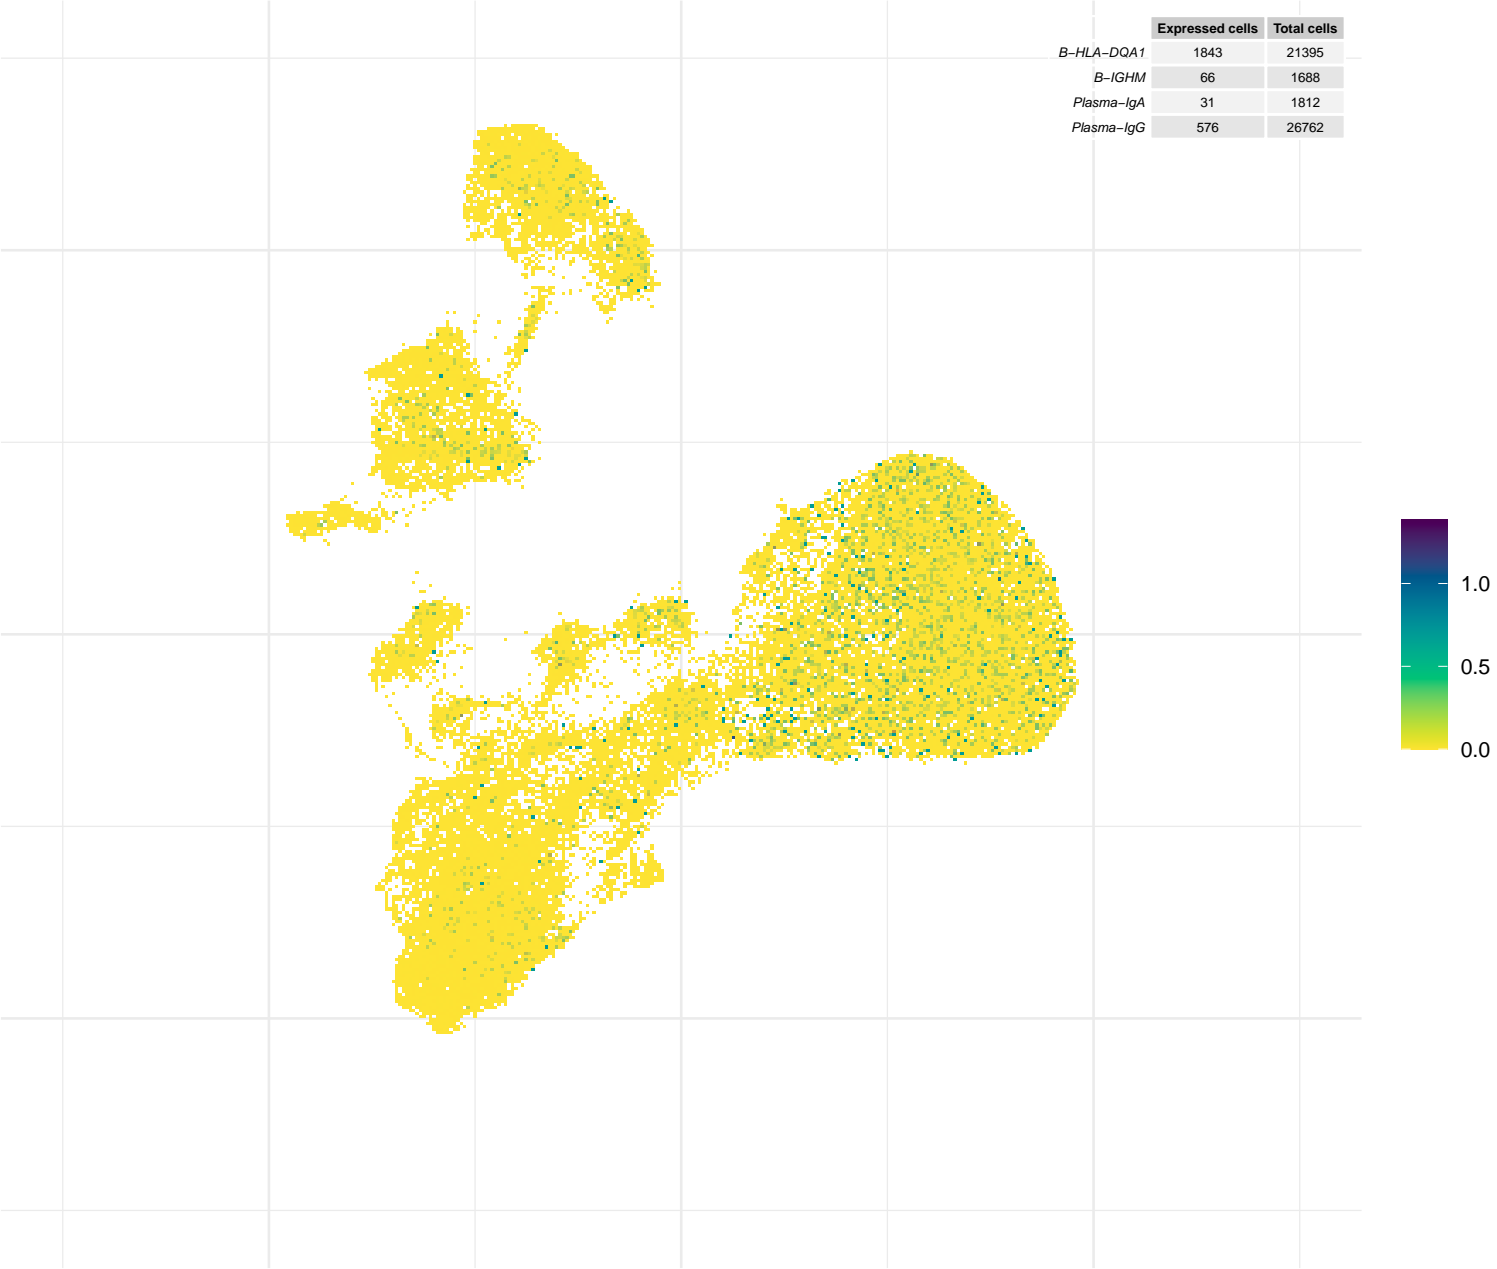 Expressed cells Total cells
B−HLA−DQA1 1843 21395
B−IGHM 66 1688
Plasma−IgA 31 1812
Plasma−IgG 576 26762
1.0
0.5
0.0